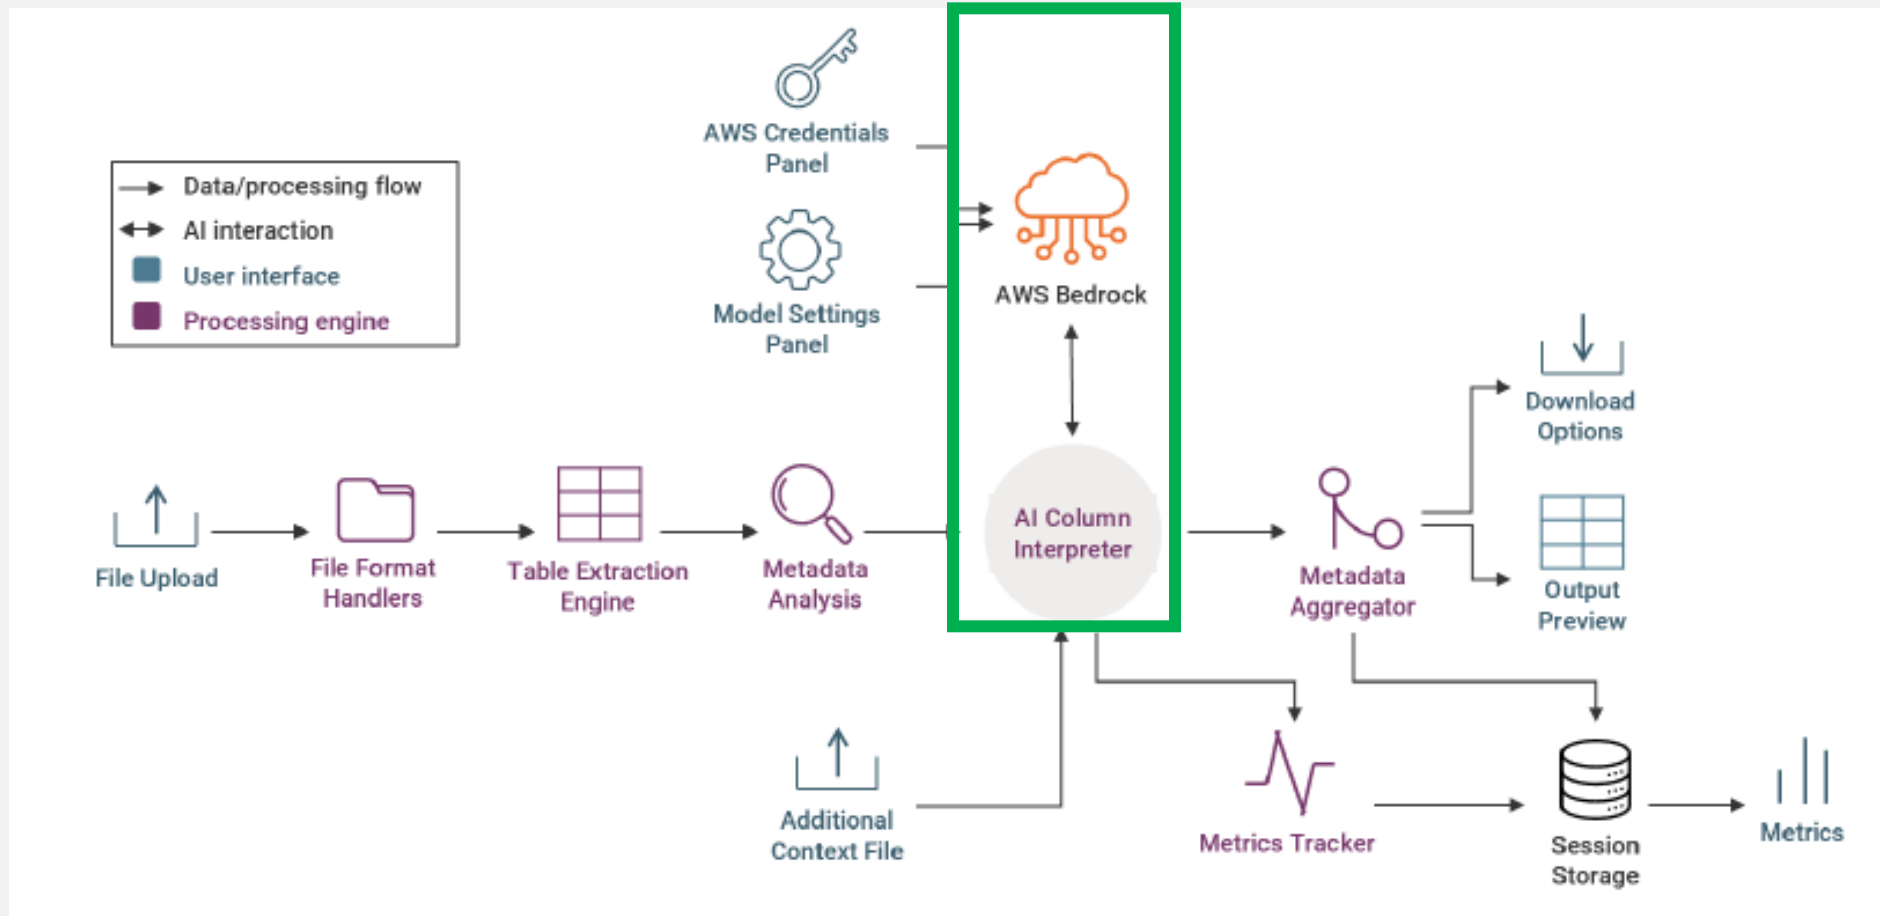 AWS Credentials
Panel
Data/processing flow
AI interaction
User interface
Processing engine
Model Settings
Panel
AWS Bedrock
Download
Options
File Upload
File Format
Handlers
Table Extraction
Engine
Metadata
Analysis
AI Column
Interpreter
Metadata
Aggregator
Output
Preview
Additional
Context File
Metrics Tracker
Session
Storage
Metrics